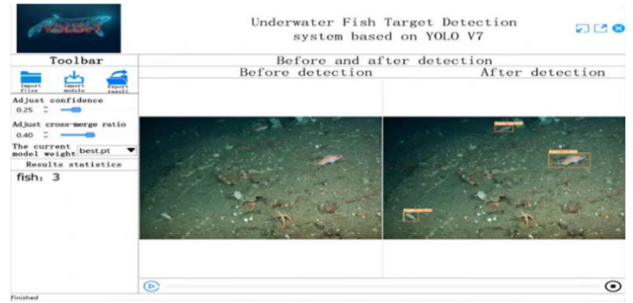 YOLOV7
Underwater Fish Target Detection
system based on YOLO V7
Toolbar
Import
files
Import
module
Export
result
Adjust confidence
0.25
Adjust cross-merge ratio
0.40
The current
model weight
best.pt
Results statistics
fish: 3
Before and after detection
Before detection
After detection
Finished